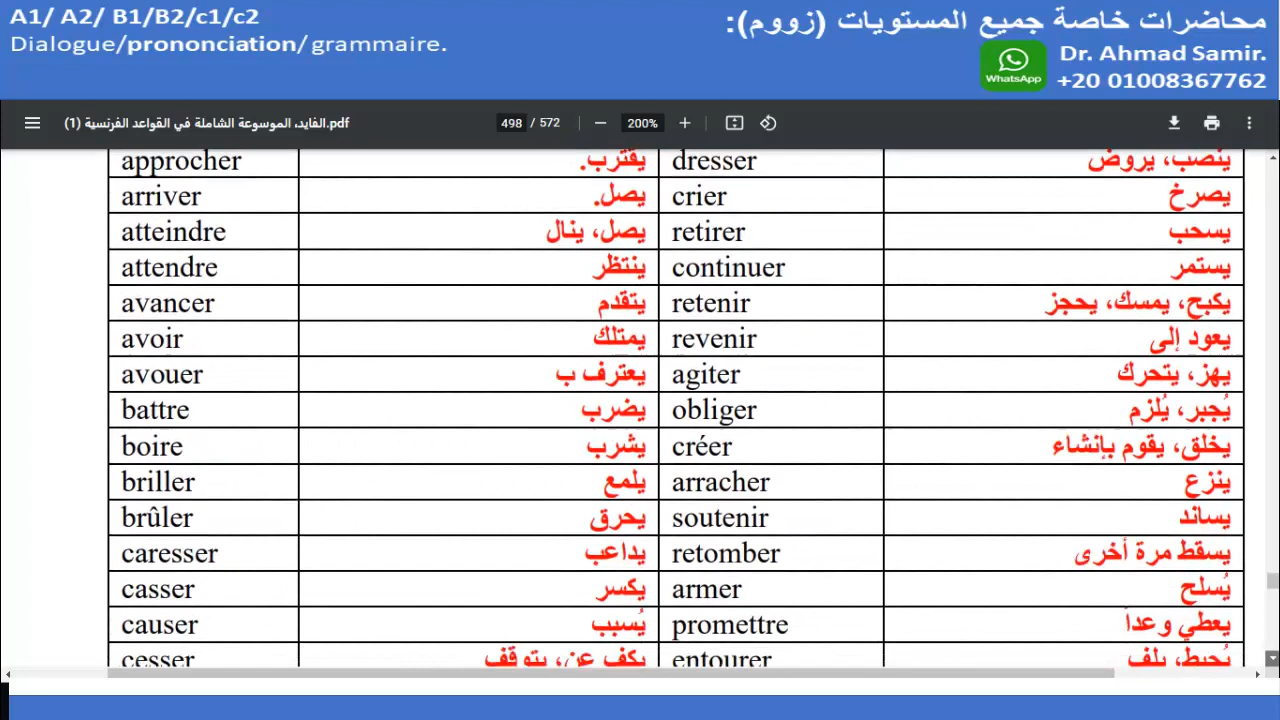 A1/ A2/ B1/B2/c1/c2
Dialogue/prononciation/grammaire.
محاضرات خاصة جميع المستويات (زووم):
Dr. Ahmad Samir.
+20 01008367762
WhatsApp
الفايد، الموسوعة الشاملة في القواعد الفرنسية (1).pdf
498 / 572 − 200% +
approcher يقترب. dresser ينصب، يروض
arriver يصل. crier يصرخ
atteindre يصل، ينال retirer يسحب
attendre ينتظر continuer يستمر
avancer يتقدم retenir يكبح، يمسك، يحجز
avoir يمتلك revenir يعود إلى
avouer يعترف ب agiter يهز، يتحرك
battre يضرب obliger يُجبر، يُلزم
boire يشرب créer يخلق، يقوم بإنشاء
briller يلمع arracher ينزع
brûler يحرق soutenir يساند
caresser يداعب retomber يسقط مرة أخرى
casser يكسر armer يُسلح
causer يُسبب promettre يعطي وعداً
cesser يكف عن، يتوقف entourer يُحيط، يلف